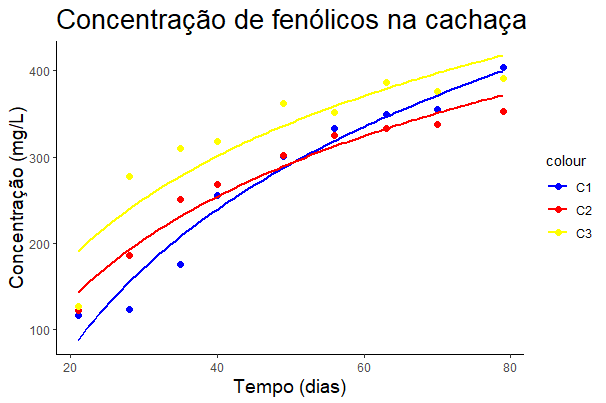 Concentração de fenólicos na cachaça
Concentração (mg/L)
400
300
200
100
20
40
60
80
Tempo (dias)
colour
C1
C2
C3